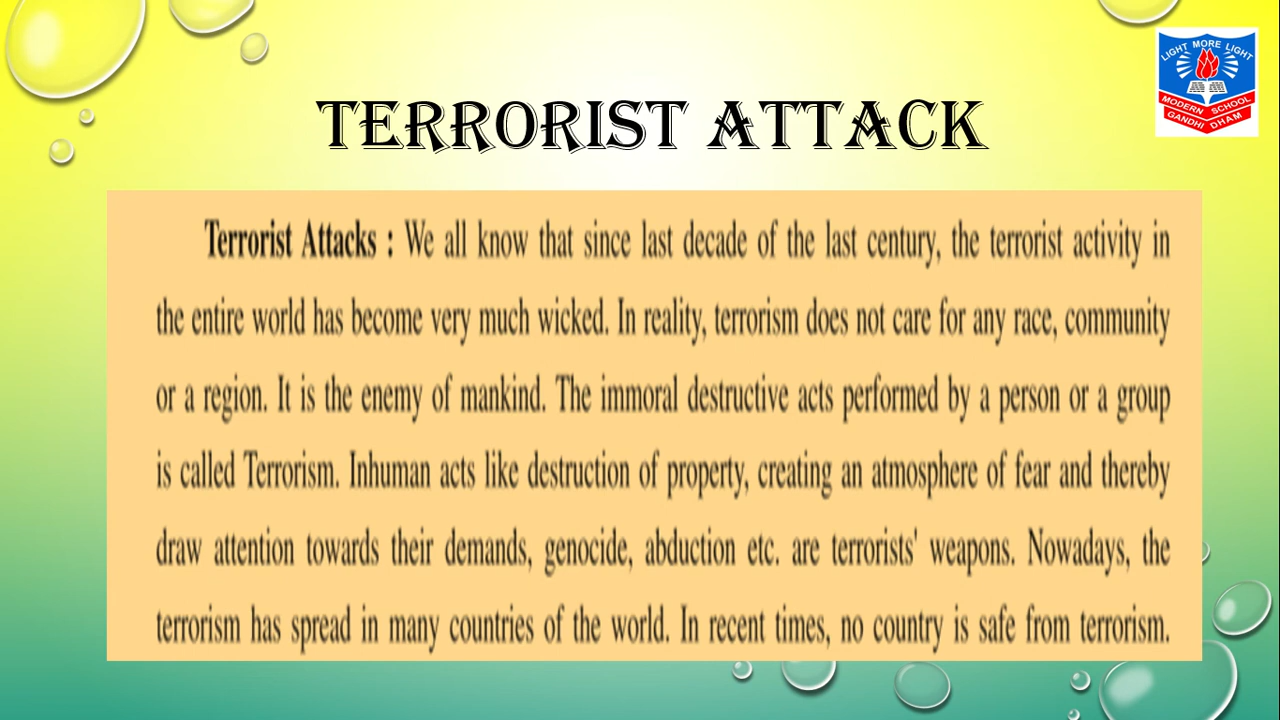 LIGHT MORE LIGHT
MODERN SCHOOL
GANDHI DHAM
TERRORIST ATTACK
Terrorist Attacks : We all know that since last decade of the last century, the terrorist activity in
the entire world has become very much wicked. In reality, terrorism does not care for any race, community
or a region. It is the enemy of mankind. The immoral destructive acts performed by a person or a group
is called Terrorism. Inhuman acts like destruction of property, creating an atmosphere of fear and thereby
draw attention towards their demands, genocide, abduction etc. are terrorists' weapons. Nowadays, the
terrorism has spread in many countries of the world. In recent times, no country is safe from terrorism.